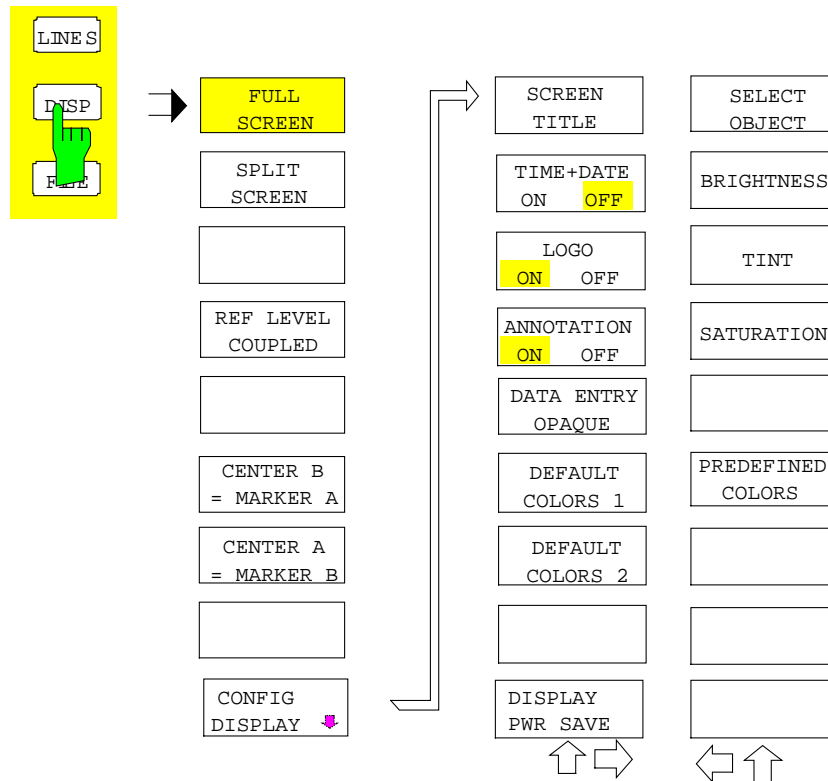 LINES
DISP
FILE
FULL
SCREEN
SPLIT
SCREEN
REF LEVEL
COUPLED
CENTER B
= MARKER A
CENTER A
= MARKER B
CONFIG
DISPLAY
SCREEN
TITLE
TIME+DATE
ON OFF
LOGO
ON OFF
ANNOTATION
ON OFF
DATA ENTRY
OPAQUE
DEFAULT
COLORS 1
DEFAULT
COLORS 2
DISPLAY
PWR SAVE
SELECT
OBJECT
BRIGHTNESS
TINT
SATURATION
PREDEFINED
COLORS